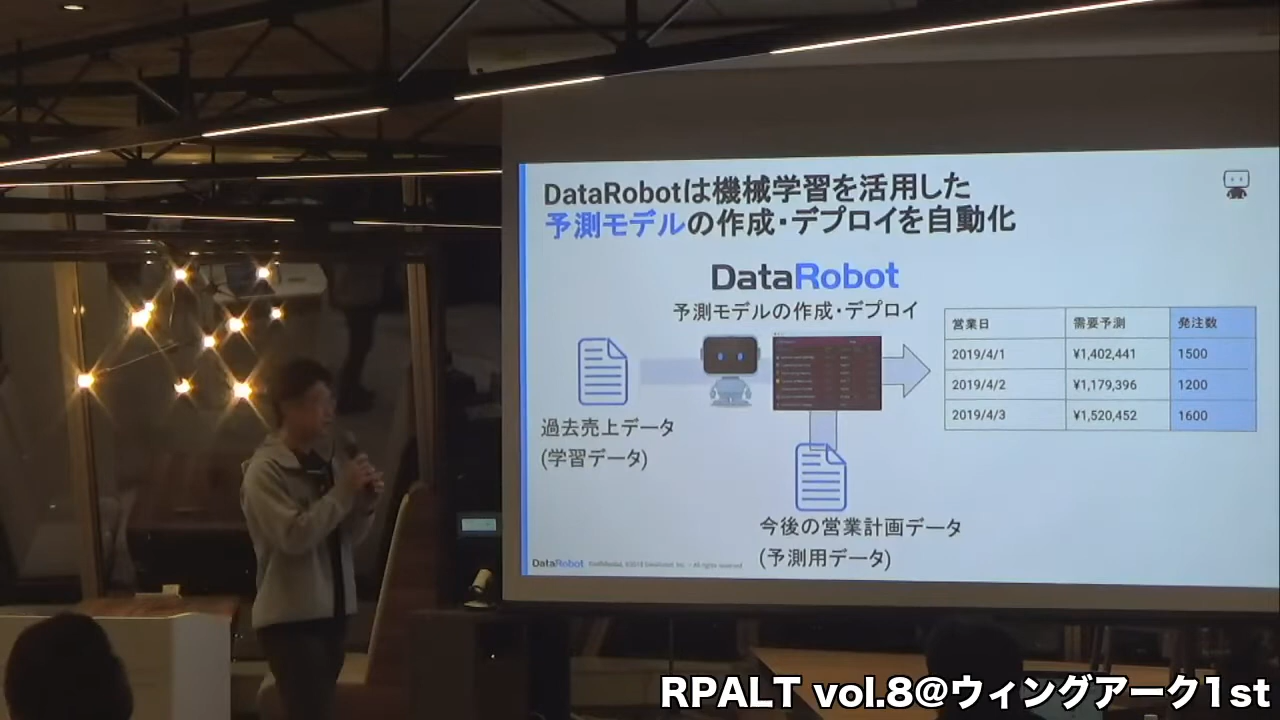 DataRobotは機械学習を活用した
予測モデルの作成・デプロイを自動化
DataRobot
予測モデルの作成・デプロイ
過去売上データ
(学習データ)
今後の営業計画データ
(予測用データ)
営業日 需要予測 発注数
2019/4/1 ¥1,402,441 1500
2019/4/2 ¥1,179,396 1200
2019/4/3 ¥1,520,452 1600
DataRobot
RPALT vol.8@ウィングアーク1st